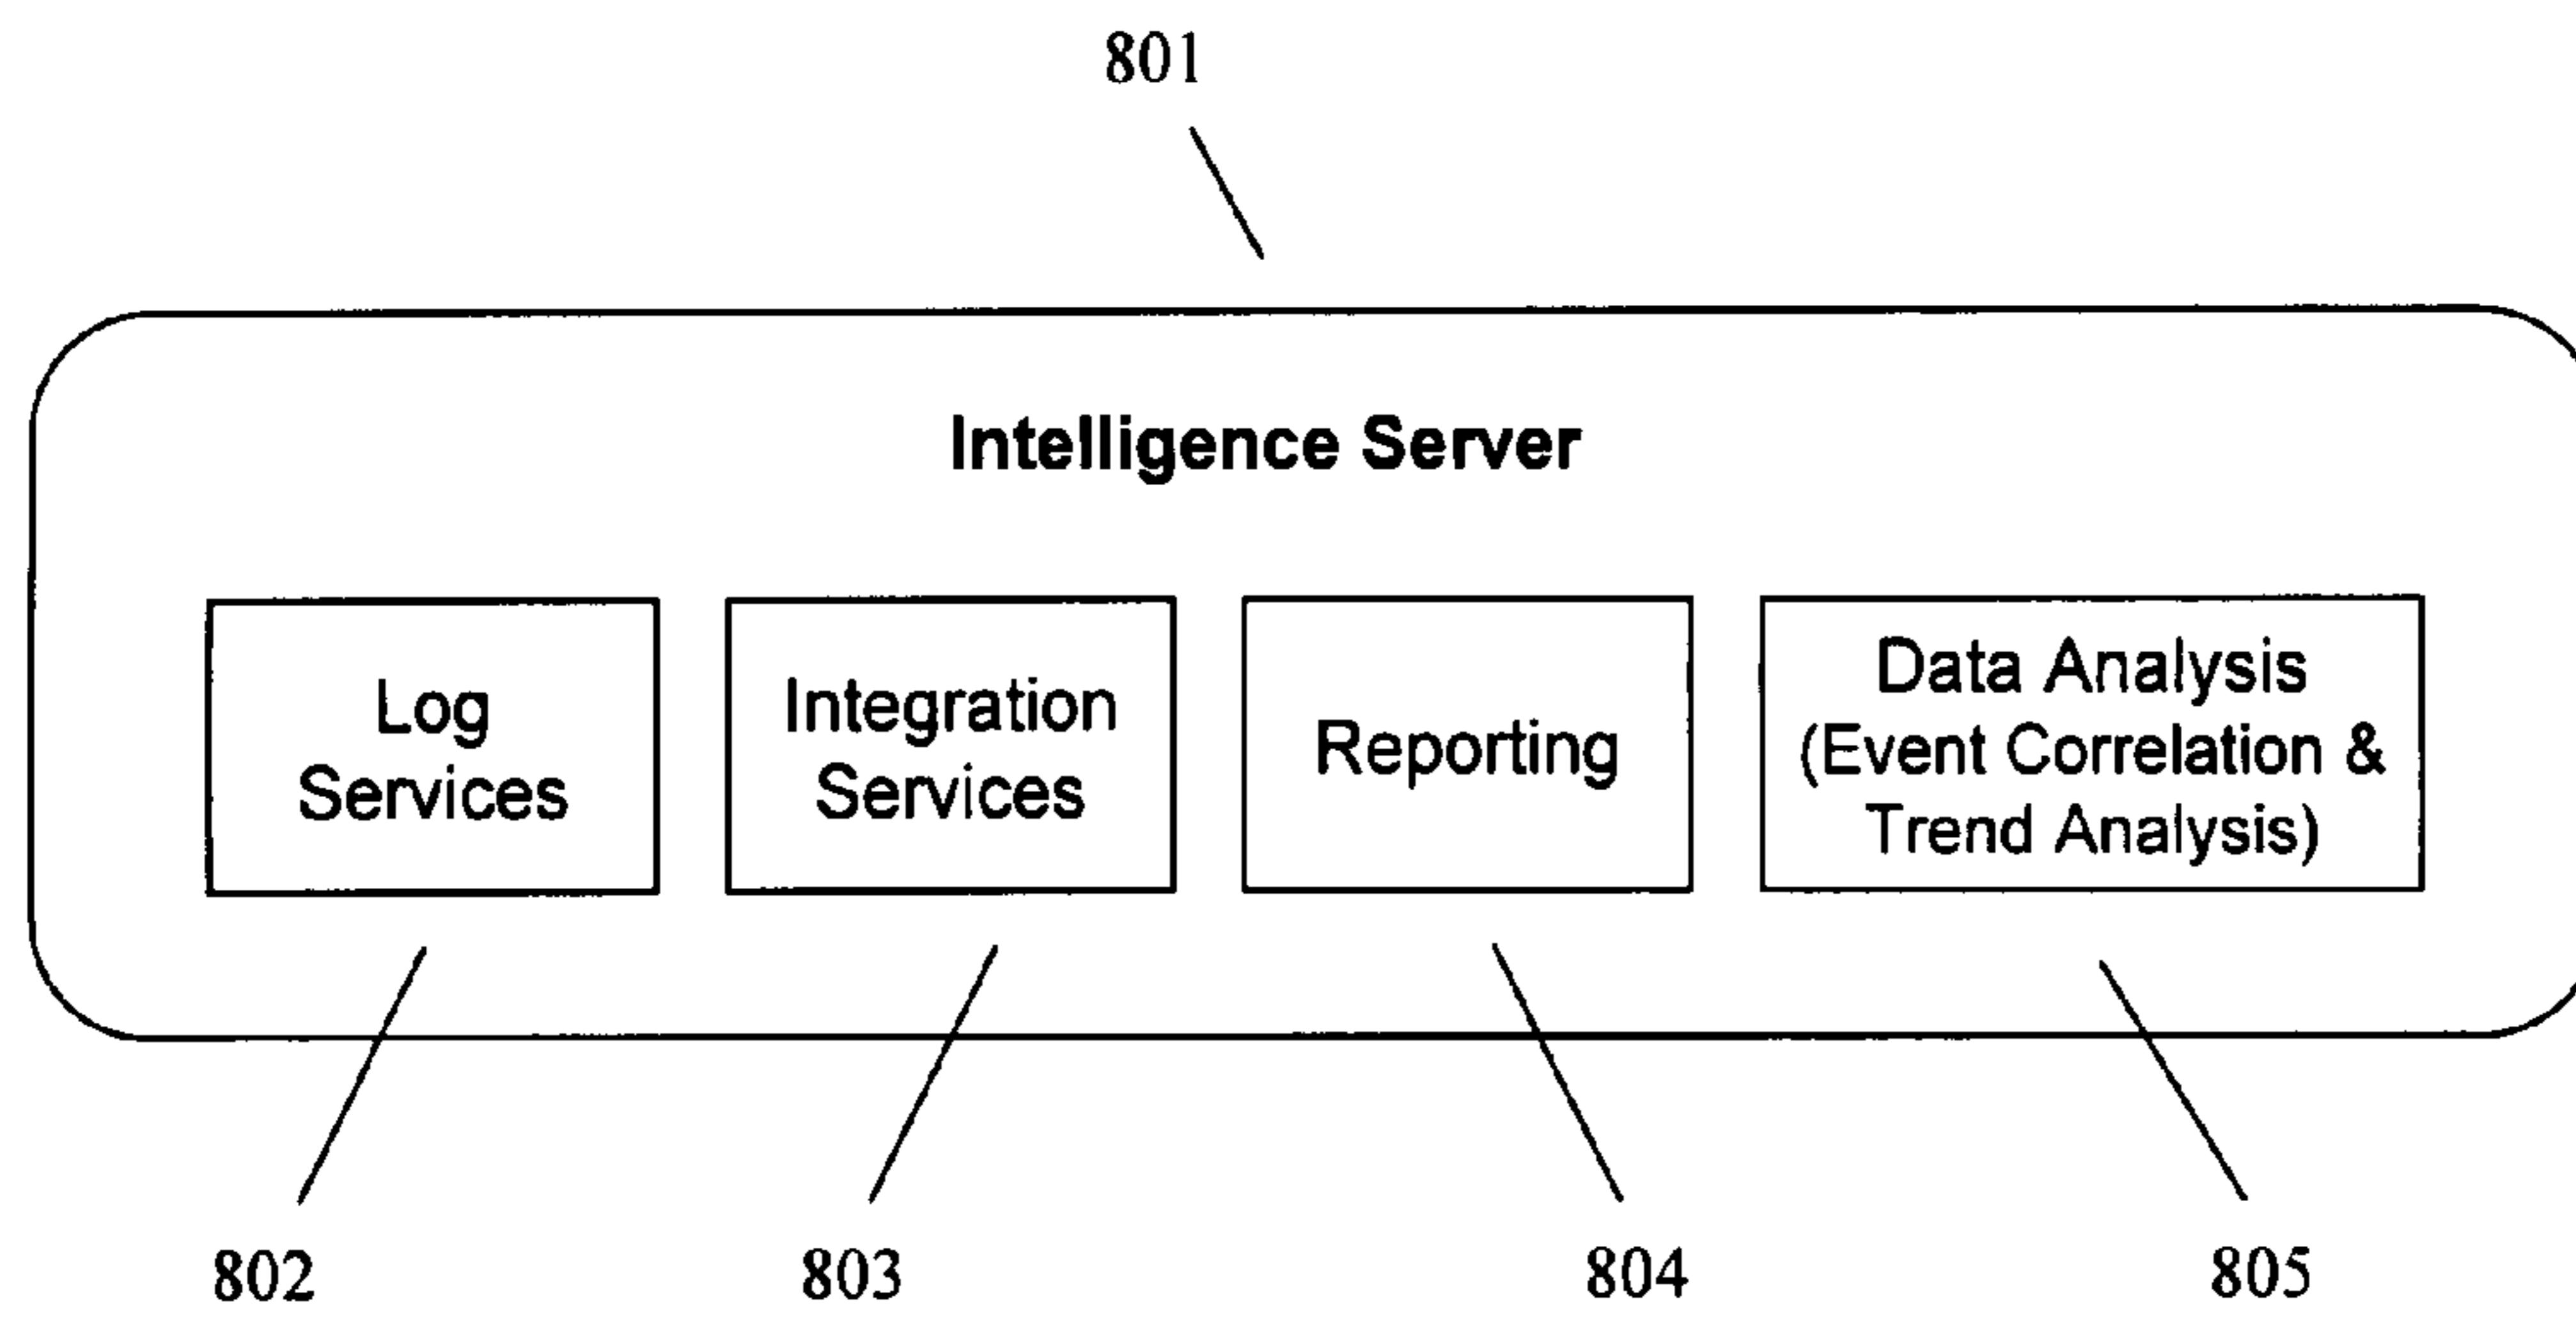 801
Intelligence Server
Log
Services
Integration
Services
Reporting
Data Analysis
(Event Correlation &
Trend Analysis)
802
803
804
805